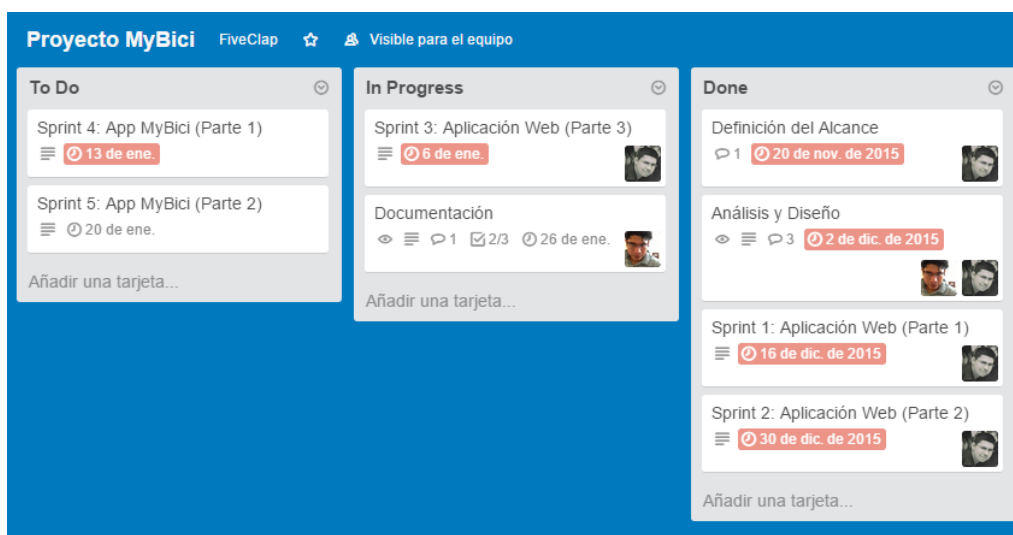 Proyecto MyBici FiveClap Visible para el equipo
To Do
Sprint 4: App MyBici (Parte 1)
13 de ene.
Sprint 5: App MyBici (Parte 2)
20 de ene.
Añadir una tarjeta...
In Progress
Sprint 3: Aplicación Web (Parte 3)
6 de ene.
Documentación
1 2/3 26 de ene.
Añadir una tarjeta...
Done
Definición del Alcance
1 20 de nov. de 2015
Análisis y Diseño
3 2 de dic. de 2015
Sprint 1: Aplicación Web (Parte 1)
16 de dic. de 2015
Sprint 2: Aplicación Web (Parte 2)
30 de dic. de 2015
Añadir una tarjeta...